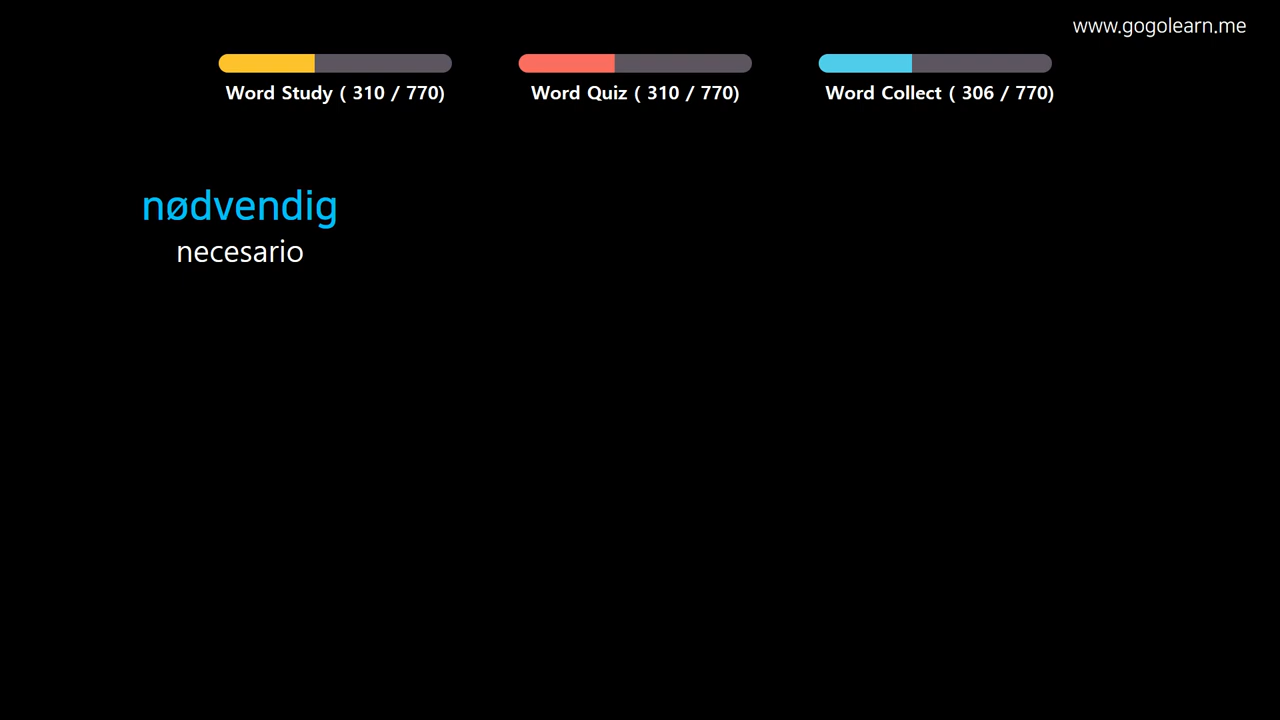 www.gogolearn.me
Word Study ( 310 / 770)
Word Quiz ( 310 / 770)
Word Collect ( 306 / 770)
nødvendig
necesario